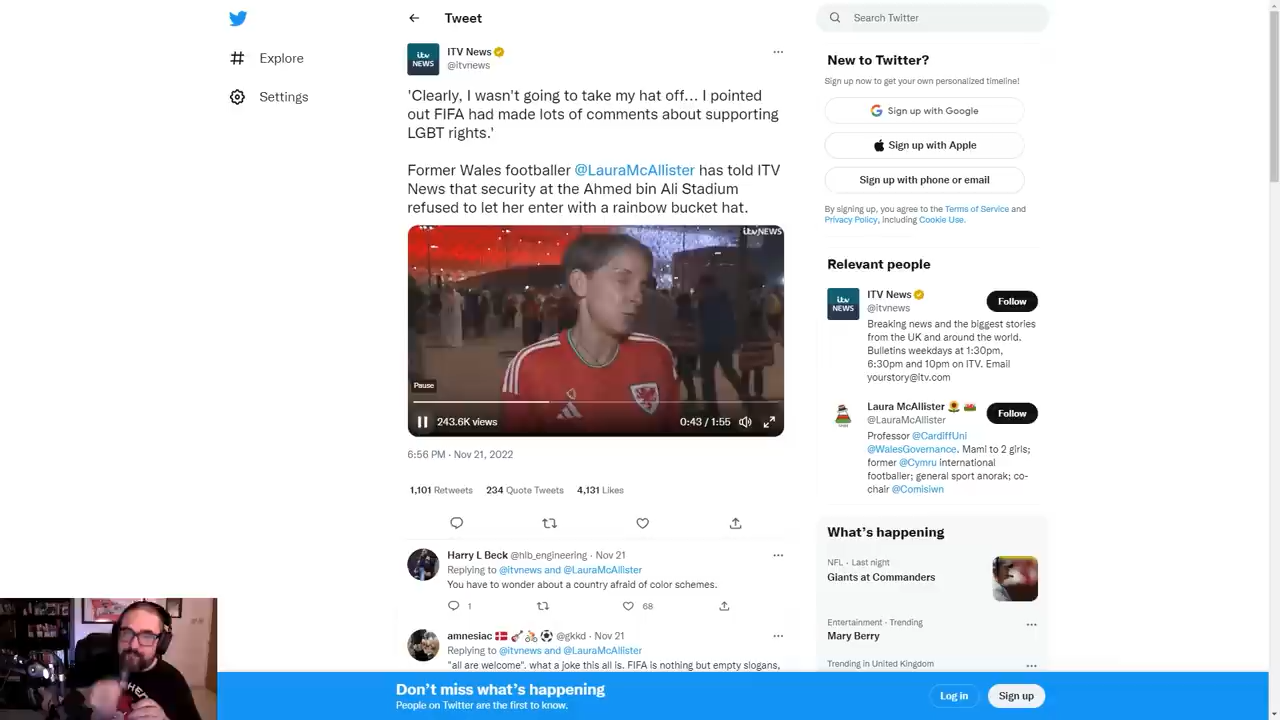 Tweet
Search Twitter
Explore
Settings
itv NEWS
ITV News
@itvnews
'Clearly, I wasn't going to take my hat off… I pointed
out FIFA had made lots of comments about supporting
LGBT rights.'
Former Wales footballer @LauraMcAllister has told ITV
News that security at the Ahmed bin Ali Stadium
refused to let her enter with a rainbow bucket hat.
itv NEWS
Pause
243.6K views
0:43 / 1:55
6:56 PM · Nov 21, 2022
1,101 Retweets 234 Quote Tweets 4,131 Likes
Harry L Beck @hlb_engineering · Nov 21
Replying to @itvnews and @LauraMcAllister
You have to wonder about a country afraid of color schemes.
1
68
amnesiac @gkkd · Nov 21
Replying to @itvnews and @LauraMcAllister
"all are welcome". what a joke this all is. FIFA is nothing but empty slogans,
New to Twitter?
Sign up now to get your own personalized timeline!
Sign up with Google
Sign up with Apple
Sign up with phone or email
By signing up, you agree to the Terms of Service and
Privacy Policy, including Cookie Use.
Relevant people
itv NEWS
ITV News
@itvnews
Follow
Breaking news and the biggest stories
from the UK and around the world.
Bulletins weekdays at 1:30pm,
6:30pm and 10pm on ITV. Email
yourstory@itv.com
Laura McAllister
@LauraMcAllister
Follow
Professor @CardiffUni
@WalesGovernance. Mami to 2 girls;
former @Cymru international
footballer; general sport anorak; co-
chair @Comisiwn
What's happening
NFL · Last night
Giants at Commanders
Entertainment · Trending
Mary Berry
Trending in United Kingdom
Don't miss what's happening
People on Twitter are the first to know.
Log in
Sign up